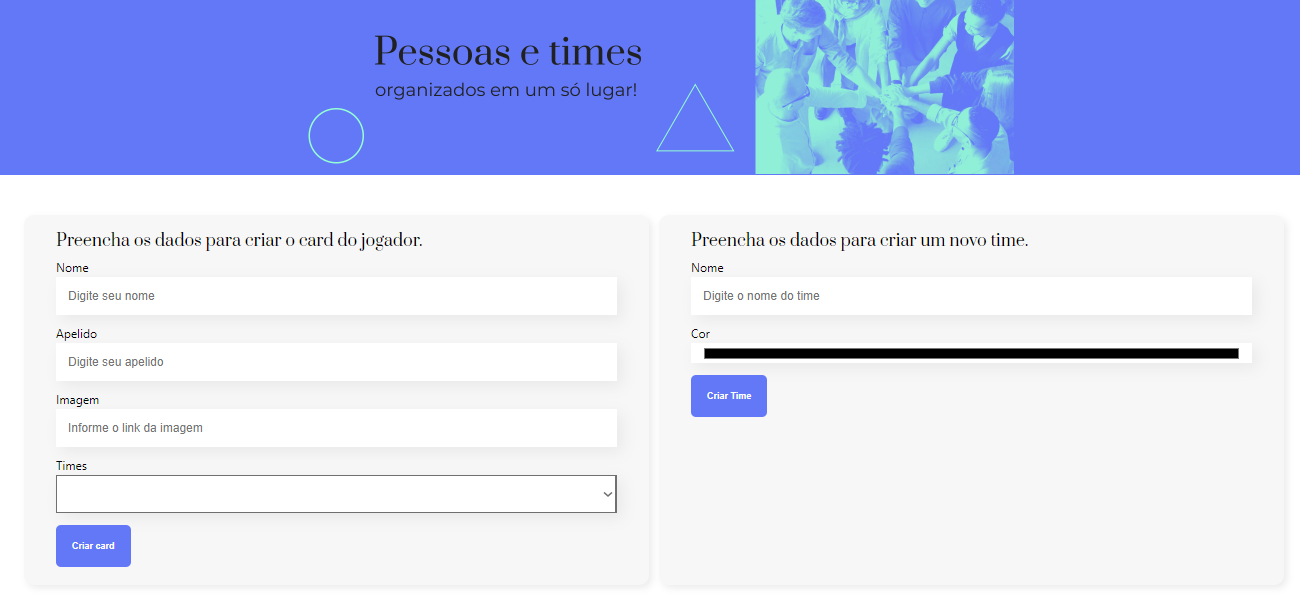 Pessoas e times
organizados em um só lugar!
Preencha os dados para criar o card do jogador.
Nome
Digite seu nome
Apelido
Digite seu apelido
Imagem
Informe o link da imagem
Times
Criar card
Preencha os dados para criar um novo time.
Nome
Digite o nome do time
Cor
Criar Time